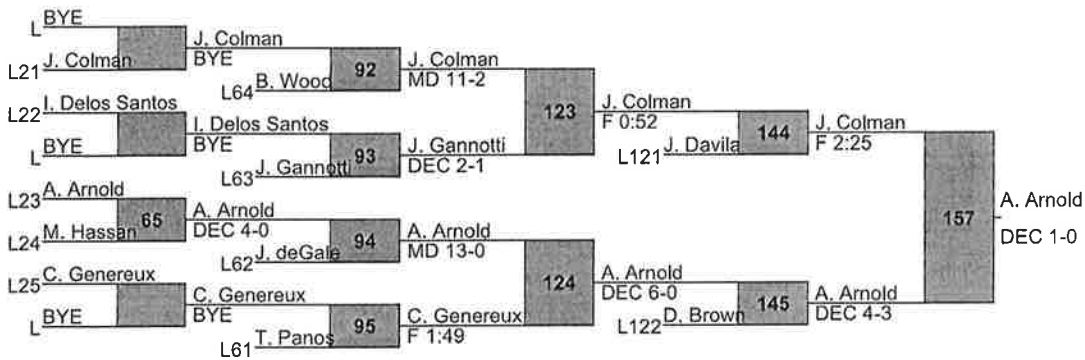 BYE
L
J. Colman
BYE
J. Colman
L21
B. Wood
L64
92
J. Colman
MD 11-2
I. Delos Santos
L22
BYE
L
I. Delos Santos
BYE
J. Gannotti
L63
93
J. Gannotti
DEC 2-1
123
J. Colman
F 0:52
J. Davila
L121
144
J. Colman
F 2:25
A. Arnold
L23
65
M. Hassan
L24
A. Arnold
DEC 4-0
J. deGale
L62
94
A. Arnold
MD 13-0
C. Genereux
L25
BYE
L
C. Genereux
BYE
T. Panos
L61
95
C. Genereux
F 1:49
124
A. Arnold
DEC 6-0
D. Brown
L122
145
A. Arnold
DEC 4-3
157
A. Arnold
DEC 1-0